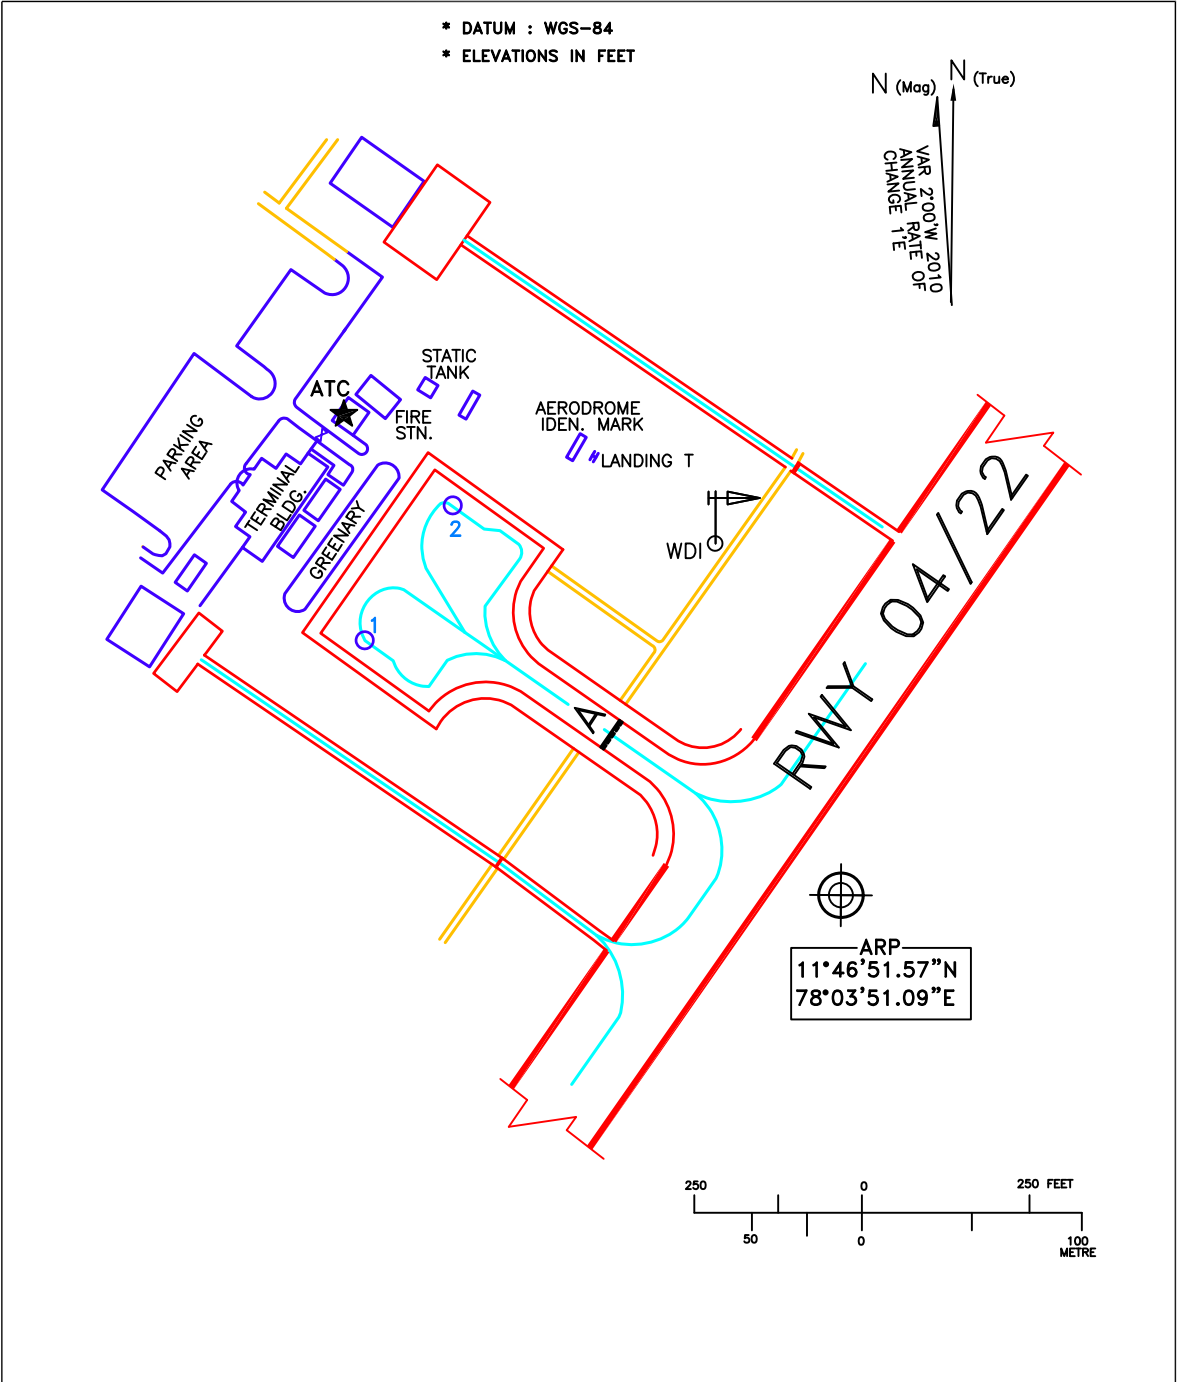 * DATUM : WGS-84
* ELEVATIONS IN FEET
N (Mag)
N (True)
VAR 2°00'W 2010
ANNUAL RATE OF
CHANGE 1'E
STATIC
TANK
ATC
FIRE
STN.
AERODROME
IDEN. MARK
LANDING T
PARKING
AREA
TERMINAL
BLDG.
GREENARY
2
1
WDI
A
RWY 04/22
ARP
11°46'51.57"N
78°03'51.09"E
250
0
250 FEET
50
0
100
METRE